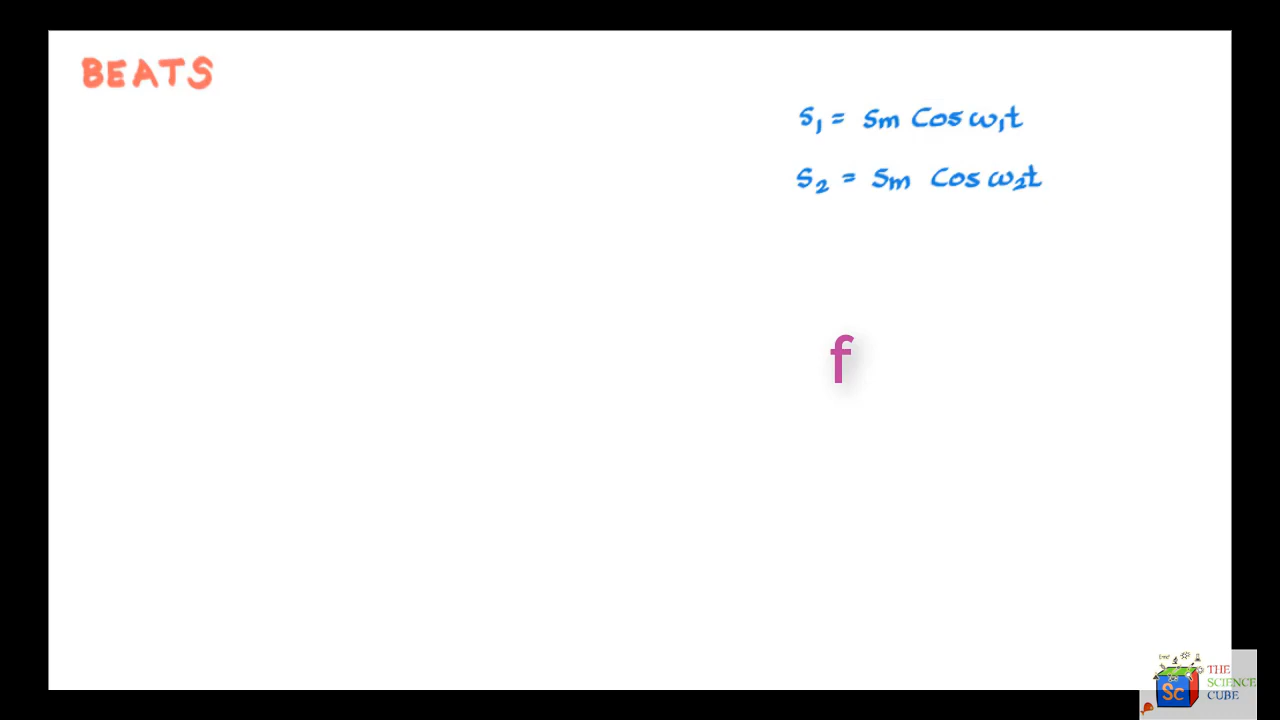 BEATS
S₁ = Sm Cos ω₁t
S₂ = Sm Cos ω₂t
f
Sc
THE
SCIENCE
CUBE